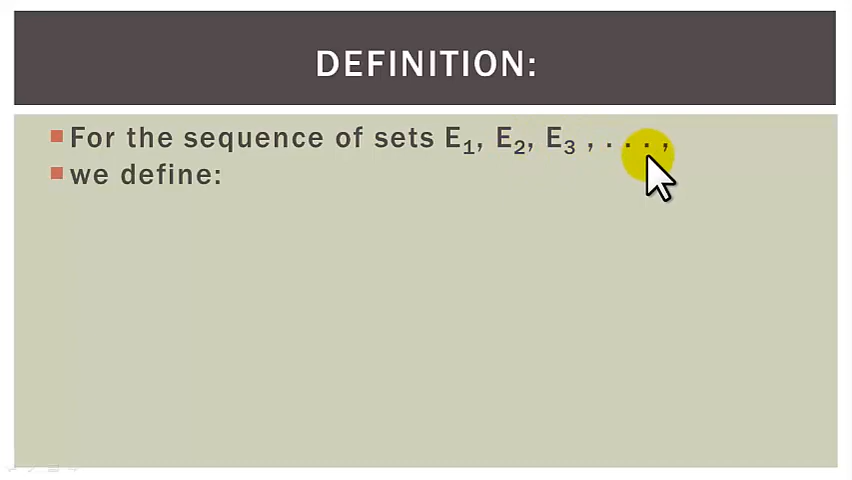 DEFINITION:
For the sequence of sets E₁, E₂, E₃ , . . . . ,
we define: